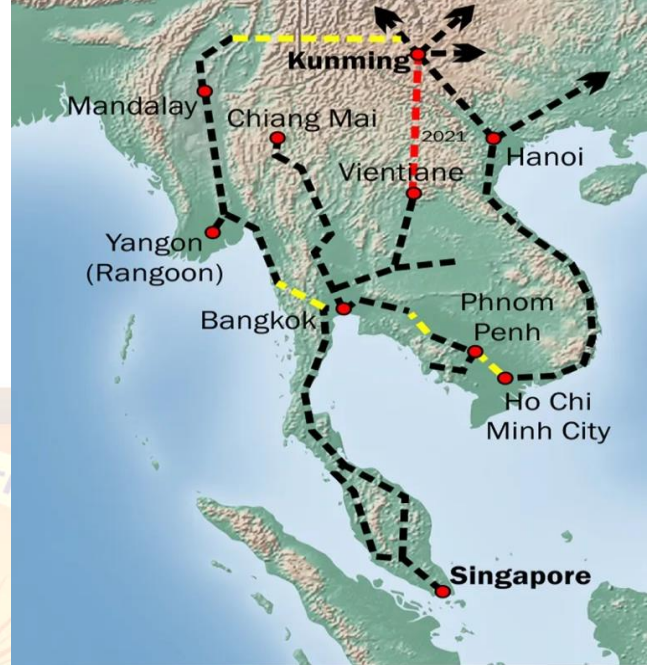 Kunming
Mandalay
Chiang Mai
2021
Hanoi
Vientiane
Yangon
(Rangoon)
Bangkok
Phnom
Penh
Ho Chi
Minh City
Singapore